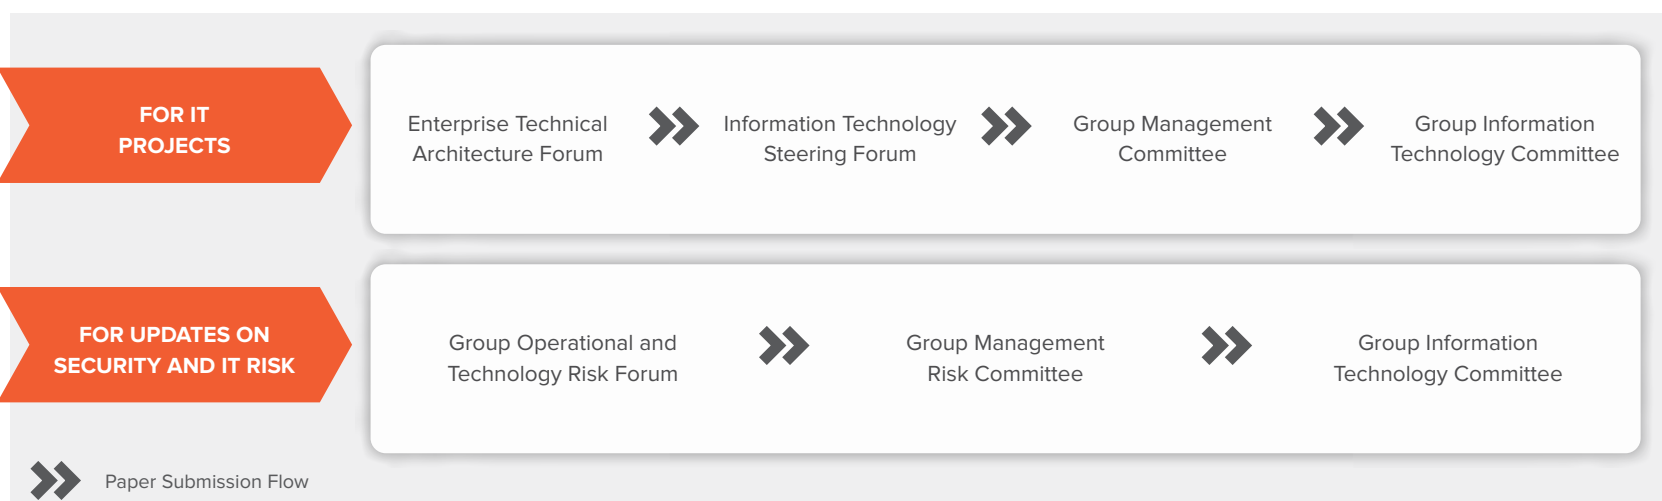 FOR IT
PROJECTS
Enterprise Technical
Architecture Forum
Information Technology
Steering Forum
Group Management
Committee
Group Information
Technology Committee
FOR UPDATES ON
SECURITY AND IT RISK
Group Operational and
Technology Risk Forum
Group Management
Risk Committee
Group Information
Technology Committee
Paper Submission Flow